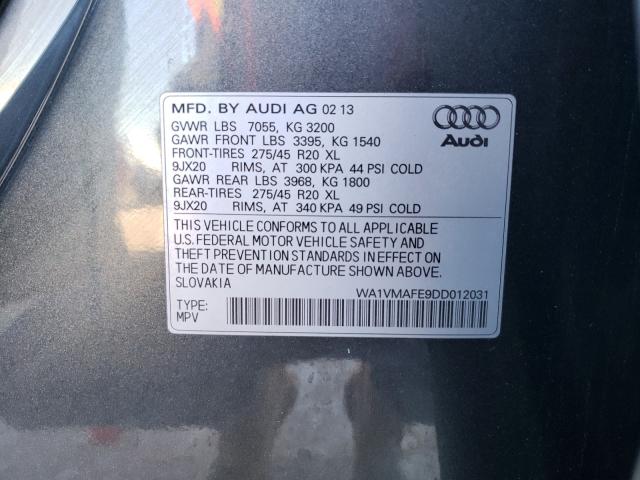 MFD. BY AUDI AG 02 13
GVWR LBS 7055, KG 3200
GAWR FRONT LBS 3395, KG 1540
FRONT-TIRES 275/45 R20 XL
9JX20 RIMS, AT 300 KPA 44 PSI COLD
GAWR REAR LBS 3968, KG 1800
REAR-TIRES 275/45 R20 XL
9JX20 RIMS, AT 340 KPA 49 PSI COLD
Audi
THIS VEHICLE CONFORMS TO ALL APPLICABLE
U.S. FEDERAL MOTOR VEHICLE SAFETY AND
THEFT PREVENTION STANDARDS IN EFFECT ON
THE DATE OF MANUFACTURE SHOWN ABOVE.
SLOVAKIA
WA1VMAFE9DD012031
TYPE:
MPV